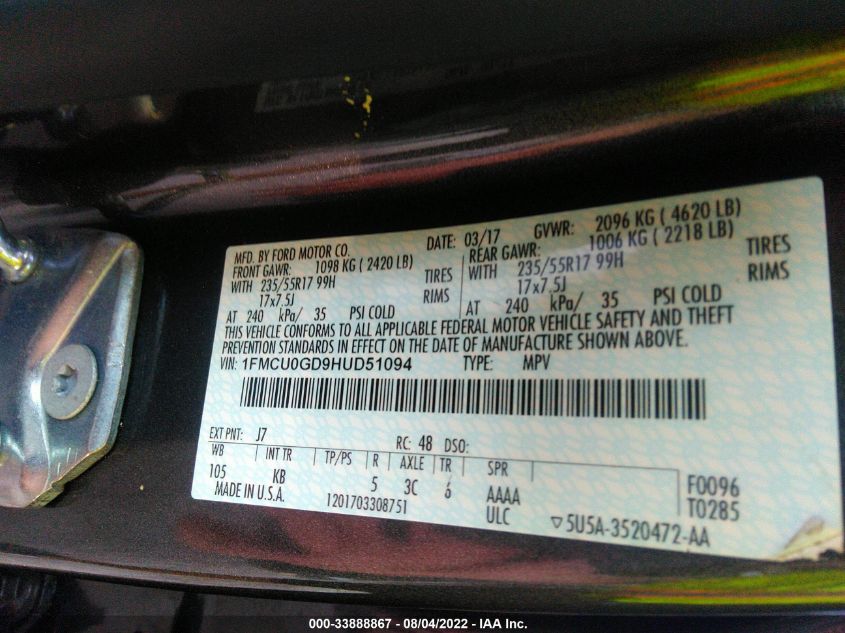 MFD. BY FORD MOTOR CO. DATE: 03/17 GVWR: 2096 KG ( 4620 LB)
FRONT GAWR: 1098 KG ( 2420 LB) REAR GAWR: 1006 KG ( 2218 LB)
WITH 235/55R17 99H TIRES WITH 235/55R17 99H TIRES
17x7.5J RIMS 17x7.5J RIMS
AT 240 kPa/ 35 PSI COLD AT 240 kPa/ 35 PSI COLD
THIS VEHICLE CONFORMS TO ALL APPLICABLE FEDERAL MOTOR VEHICLE SAFETY AND THEFT
PREVENTION STANDARDS IN EFFECT ON THE DATE OF MANUFACTURE SHOWN ABOVE.
VIN: 1FMCU0GD9HUD51094 TYPE: MPV
EXT PNT: J7 RC: 48 DSO:
WB INT TR TP/PS R AXLE TR SPR
105 KB 5 3C 6 AAAA F0096
MADE IN U.S.A. 1201703308751 ULC ▽5U5A-3520472-AA T0285
000-33888867 - 08/04/2022 - IAA Inc.